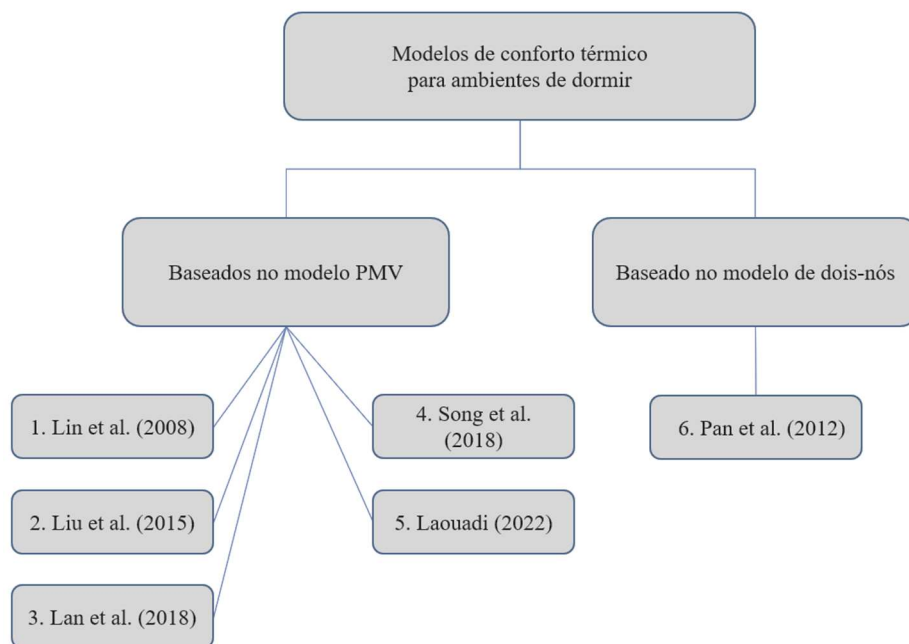 Modelos de conforto térmico
para ambientes de dormir
Baseados no modelo PMV
Baseado no modelo de dois-nós
1. Lin et al. (2008)
2. Liu et al. (2015)
3. Lan et al. (2018)
4. Song et al.
(2018)
5. Laouadi (2022)
6. Pan et al. (2012)